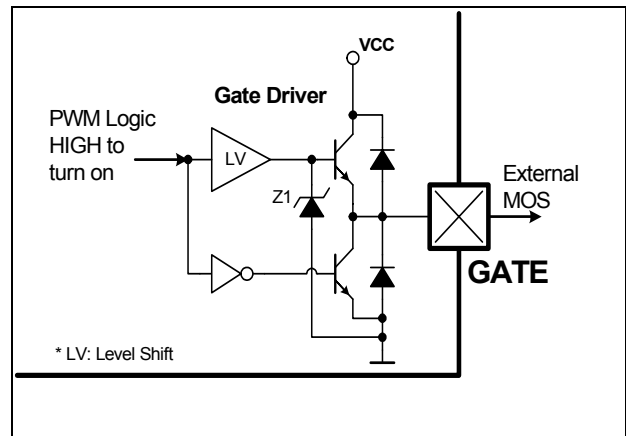 VCC
Gate Driver
PWM Logic
HIGH to
turn on
LV
Z1
External
MOS
GATE
* LV: Level Shift